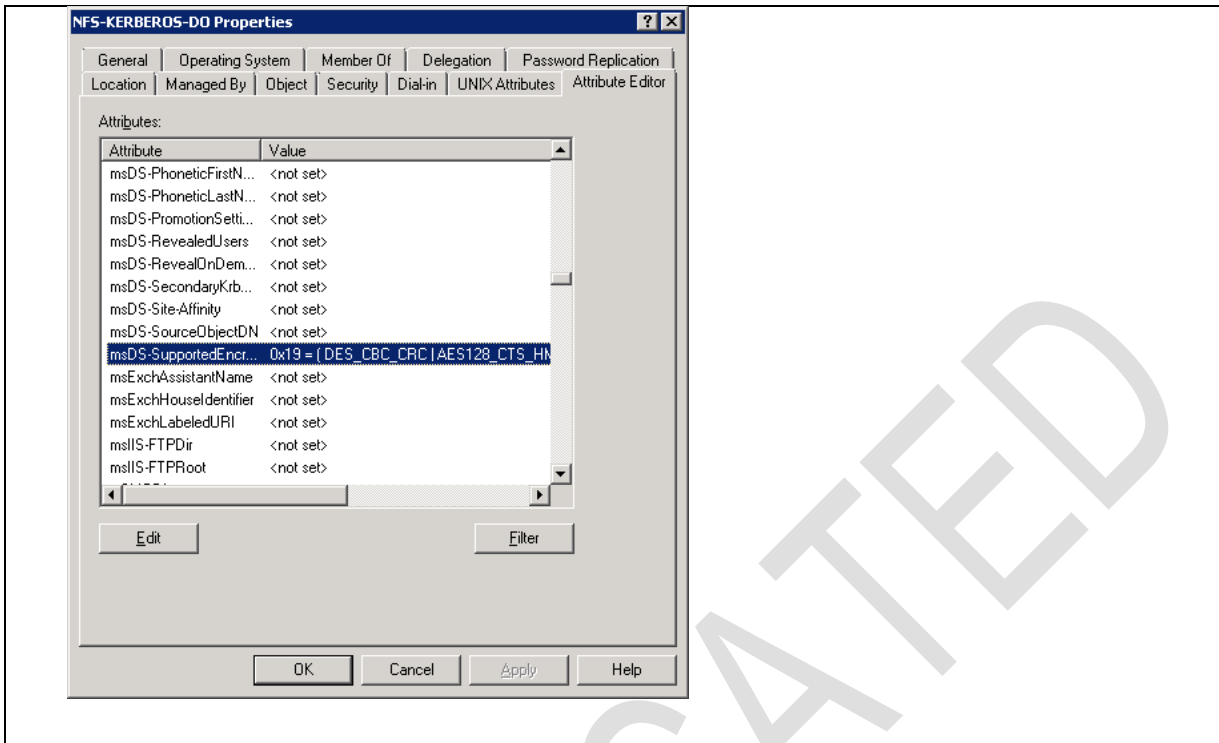 NFS-KERBEROS-DO Properties
General Operating System Member Of Delegation Password Replication
Location Managed By Object Security Dial-in UNIX Attributes Attribute Editor
Attributes:
Attribute Value
msDS-PhoneticFirstN... <not set>
msDS-PhoneticLastN... <not set>
msDS-PromotionSetti... <not set>
msDS-RevealedUsers <not set>
msDS-RevealOnDem... <not set>
msDS-SecondaryKrb... <not set>
msDS-Site-Affinity <not set>
msDS-SourceObjectDN <not set>
msDS-SupportedEncr... 0x19 = ( DES_CBC_CRC | AES128_CTS_HM
msExchAssistantName <not set>
msExchHouseIdentifier <not set>
msExchLabeledURI <not set>
msIIS-FTPDir <not set>
msIIS-FTPRoot <not set>
Edit Filter
OK Cancel Apply Help
CATED